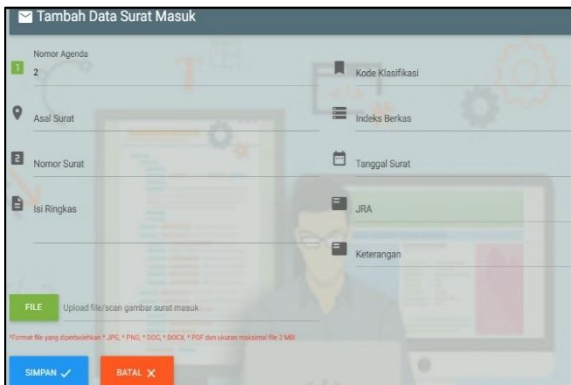 Tambah Data Surat Masuk
Nomor Agenda
2
Kode Klasifikasi
Asal Surat
Indeks Berkas
Nomor Surat
Tanggal Surat
Isi Ringkas
JRA
Keterangan
FILE
Upload file/scan gambar surat masuk
*Format file yang diperbolehkan *.JPG, *.PNG, *.DOC, *.DOCX, *.PDF dan ukuran maksimal file 2 MB!
SIMPAN
BATAL